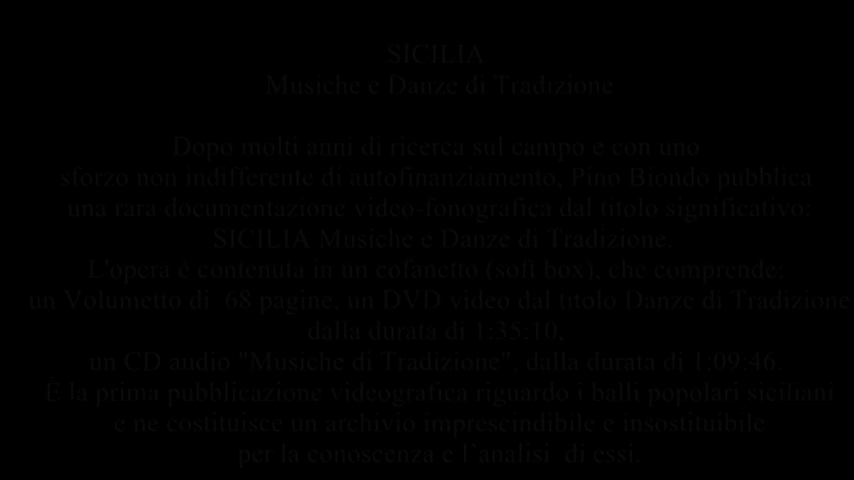 SICILIA
Musiche e Danze di Tradizione
Dopo molti anni di ricerca sul campo e con uno
sforzo non indifferente di autofinanziamento, Pino Biondo pubblica
una rara documentazione video-fonografica dal titolo significativo:
SICILIA Musiche e Danze di Tradizione.
L'opera è contenuta in un cofanetto (soft box), che comprende:
un Volumetto di 68 pagine, un DVD video dal titolo Danze di Tradizione
dalla durata di 1:35:10,
un CD audio "Musiche di Tradizione", dalla durata di 1:09:46.
È la prima pubblicazione videografica riguardo i balli popolari siciliani
e ne costituisce un archivio imprescindibile e insostituibile
per la conoscenza e l'analisi di essi.